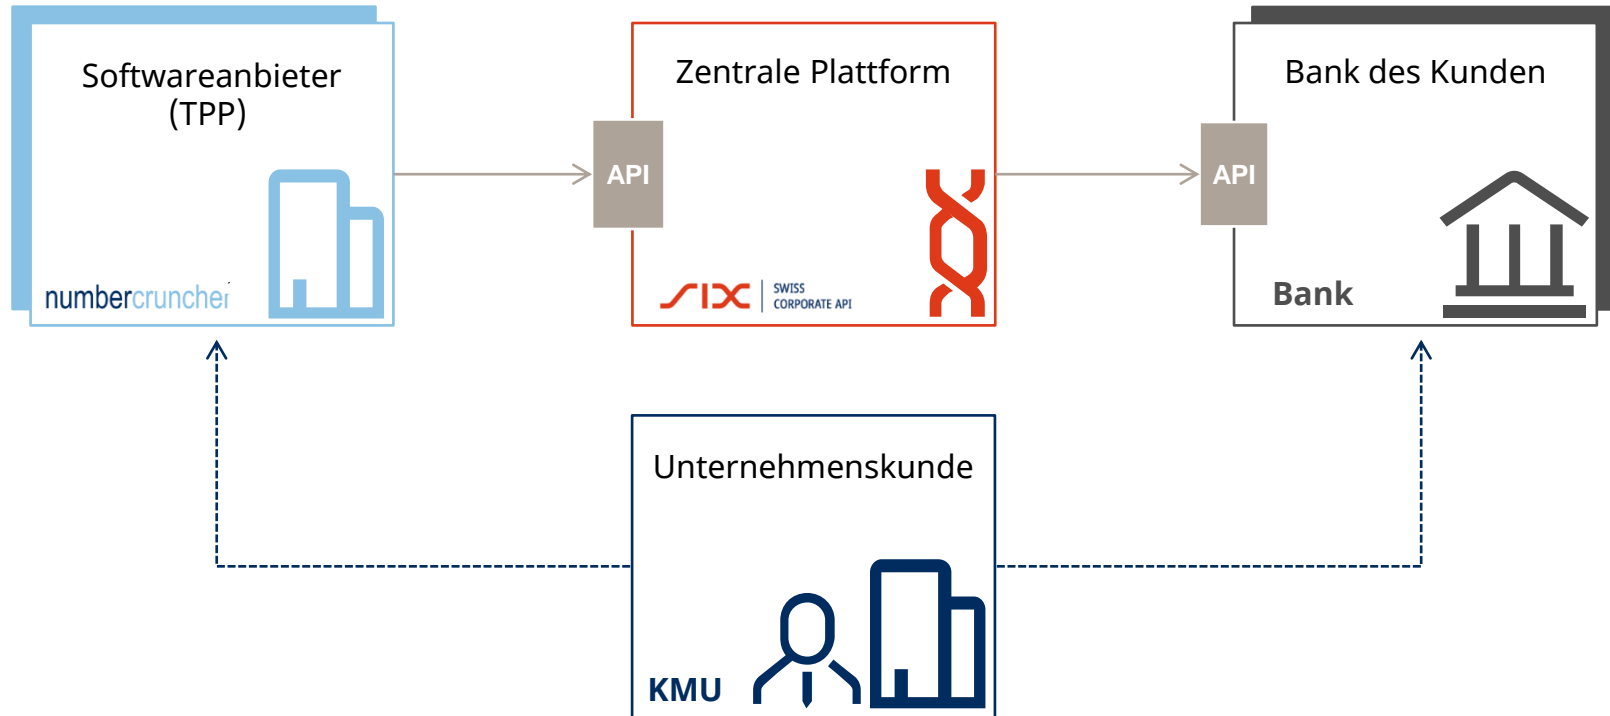 Softwareanbieter
(TPP)
numbercruncher
Zentrale Plattform
API
SIX
SWISS
CORPORATE API
Bank des Kunden
API
Bank
Unternehmenskunde
KMU